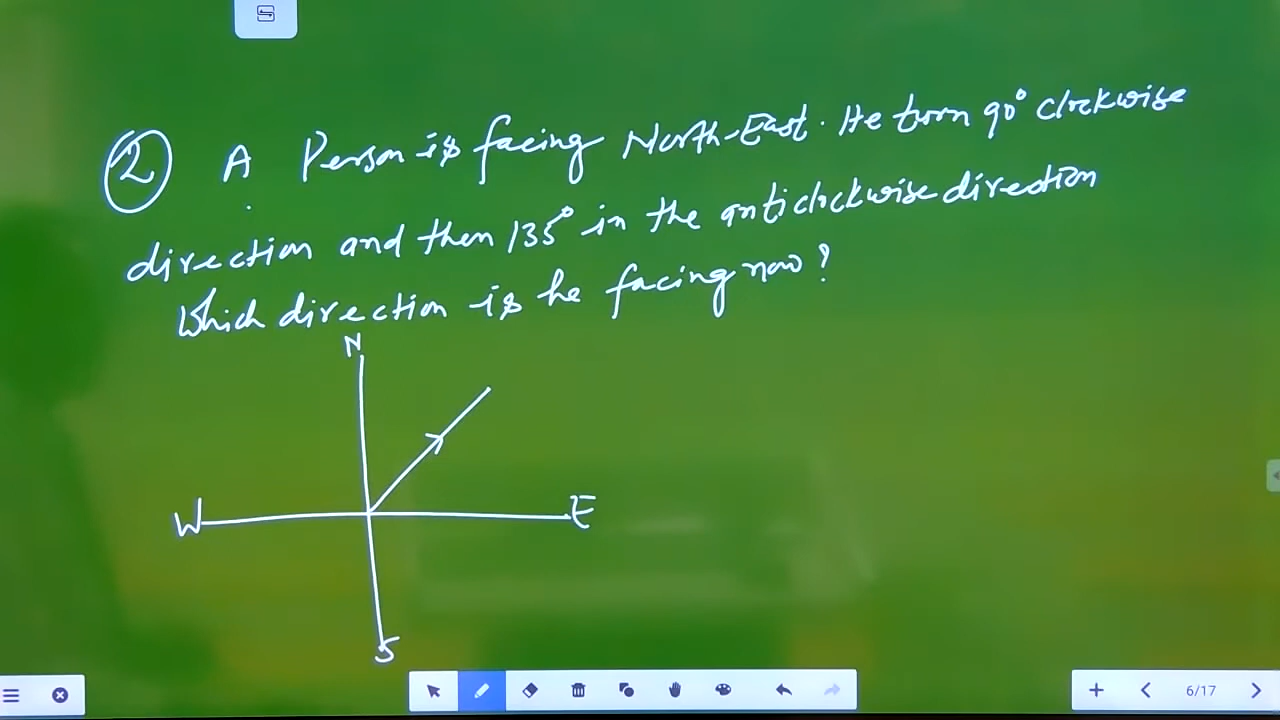 2 A Person is facing North-East. He turn 90° clockwise
direction and then 135° in the anticlockwise direction
Which direction is he facing now?
N
W E
S
6/17